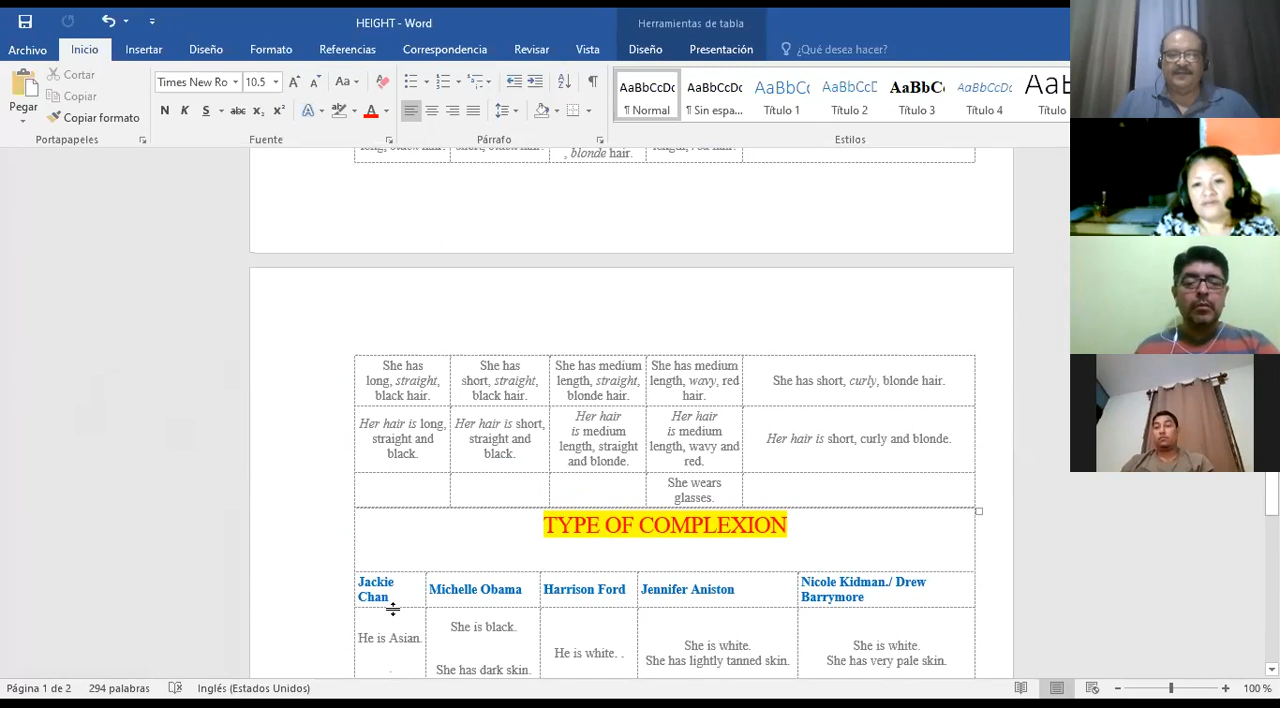 HEIGHT - Word
Herramientas de tabla
Archivo Inicio Insertar Diseño Formato Referencias Correspondencia Revisar Vista Diseño Presentación ¿Qué desea hacer?
Pegar
Cortar
Copiar
Copiar formato
Times New Ro 10.5
Aa
N K S abc x₂ x²
A A
AaBbCcDc AaBbCcDc AaBbCc AaBbCcD AaBbC AaBbCcD AaB
¶ Normal ¶ Sin espa... Título 1 Título 2 Título 3 Título 4 Títu
Portapapeles Fuente Párrafo Estilos
, blonde hair.
She has long, straight, black hair.
She has short, straight, black hair.
She has medium length, straight, blonde hair.
She has medium length, wavy, red hair.
She has short, curly, blonde hair.
Her hair is long, straight and black.
Her hair is short, straight and black.
Her hair is medium length, straight and blonde.
Her hair is medium length, wavy and red.
Her hair is short, curly and blonde.
She wears glasses.
TYPE OF COMPLEXION
Jackie Chan
Michelle Obama
Harrison Ford
Jennifer Aniston
Nicole Kidman./ Drew Barrymore
He is Asian.
.
She is black.
She has dark skin.
He is white. .
She is white.
She has lightly tanned skin.
She is white.
She has very pale skin.
Página 1 de 2 294 palabras Inglés (Estados Unidos) 100 %